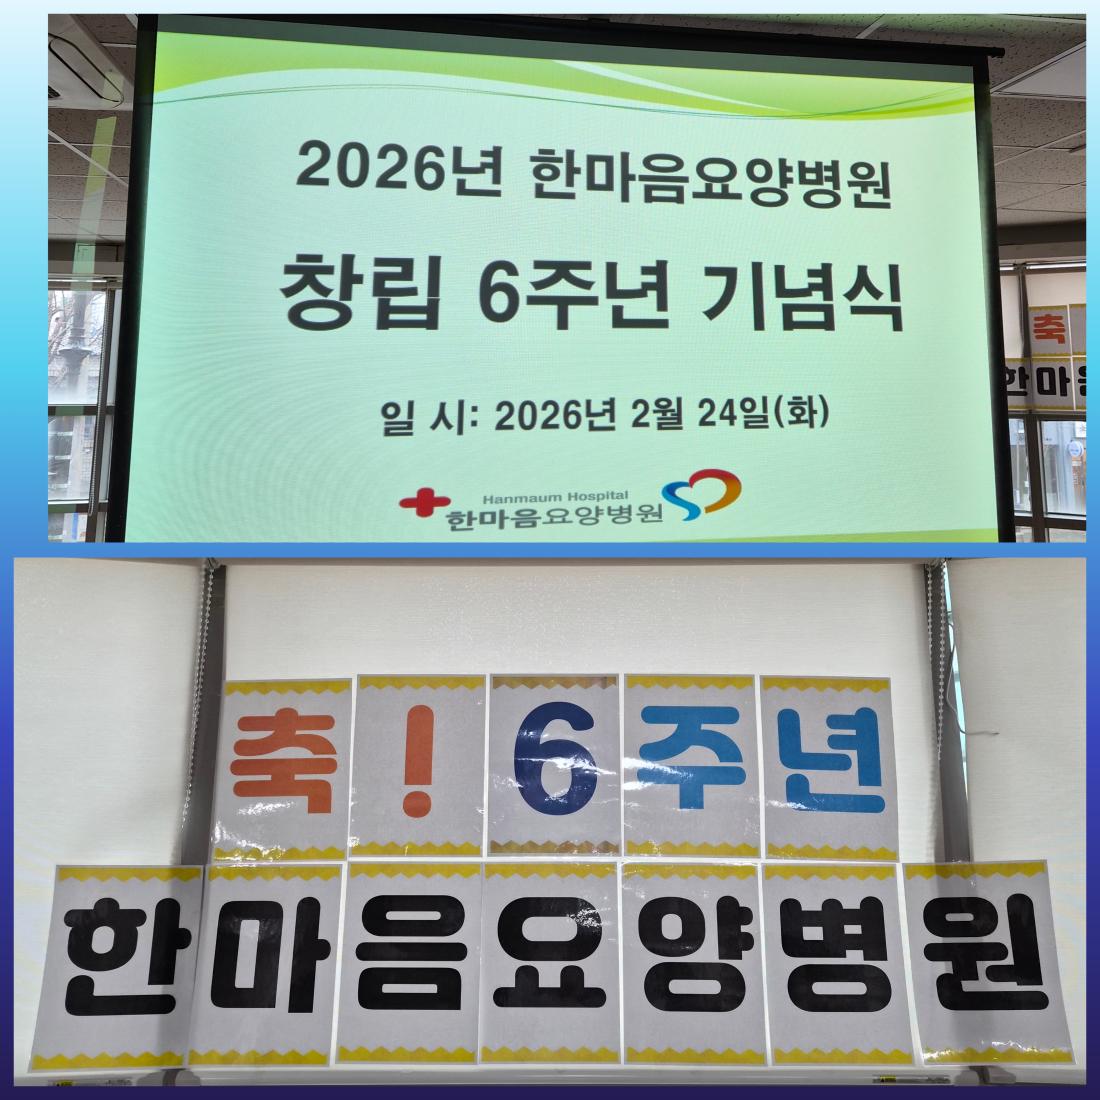 2026년 한마음요양병원
창립 6주년 기념식
일 시: 2026년 2월 24일(화)
Hanmaum Hospital
한마음요양병원
축
한마음
축!6주년
한마음요양병원